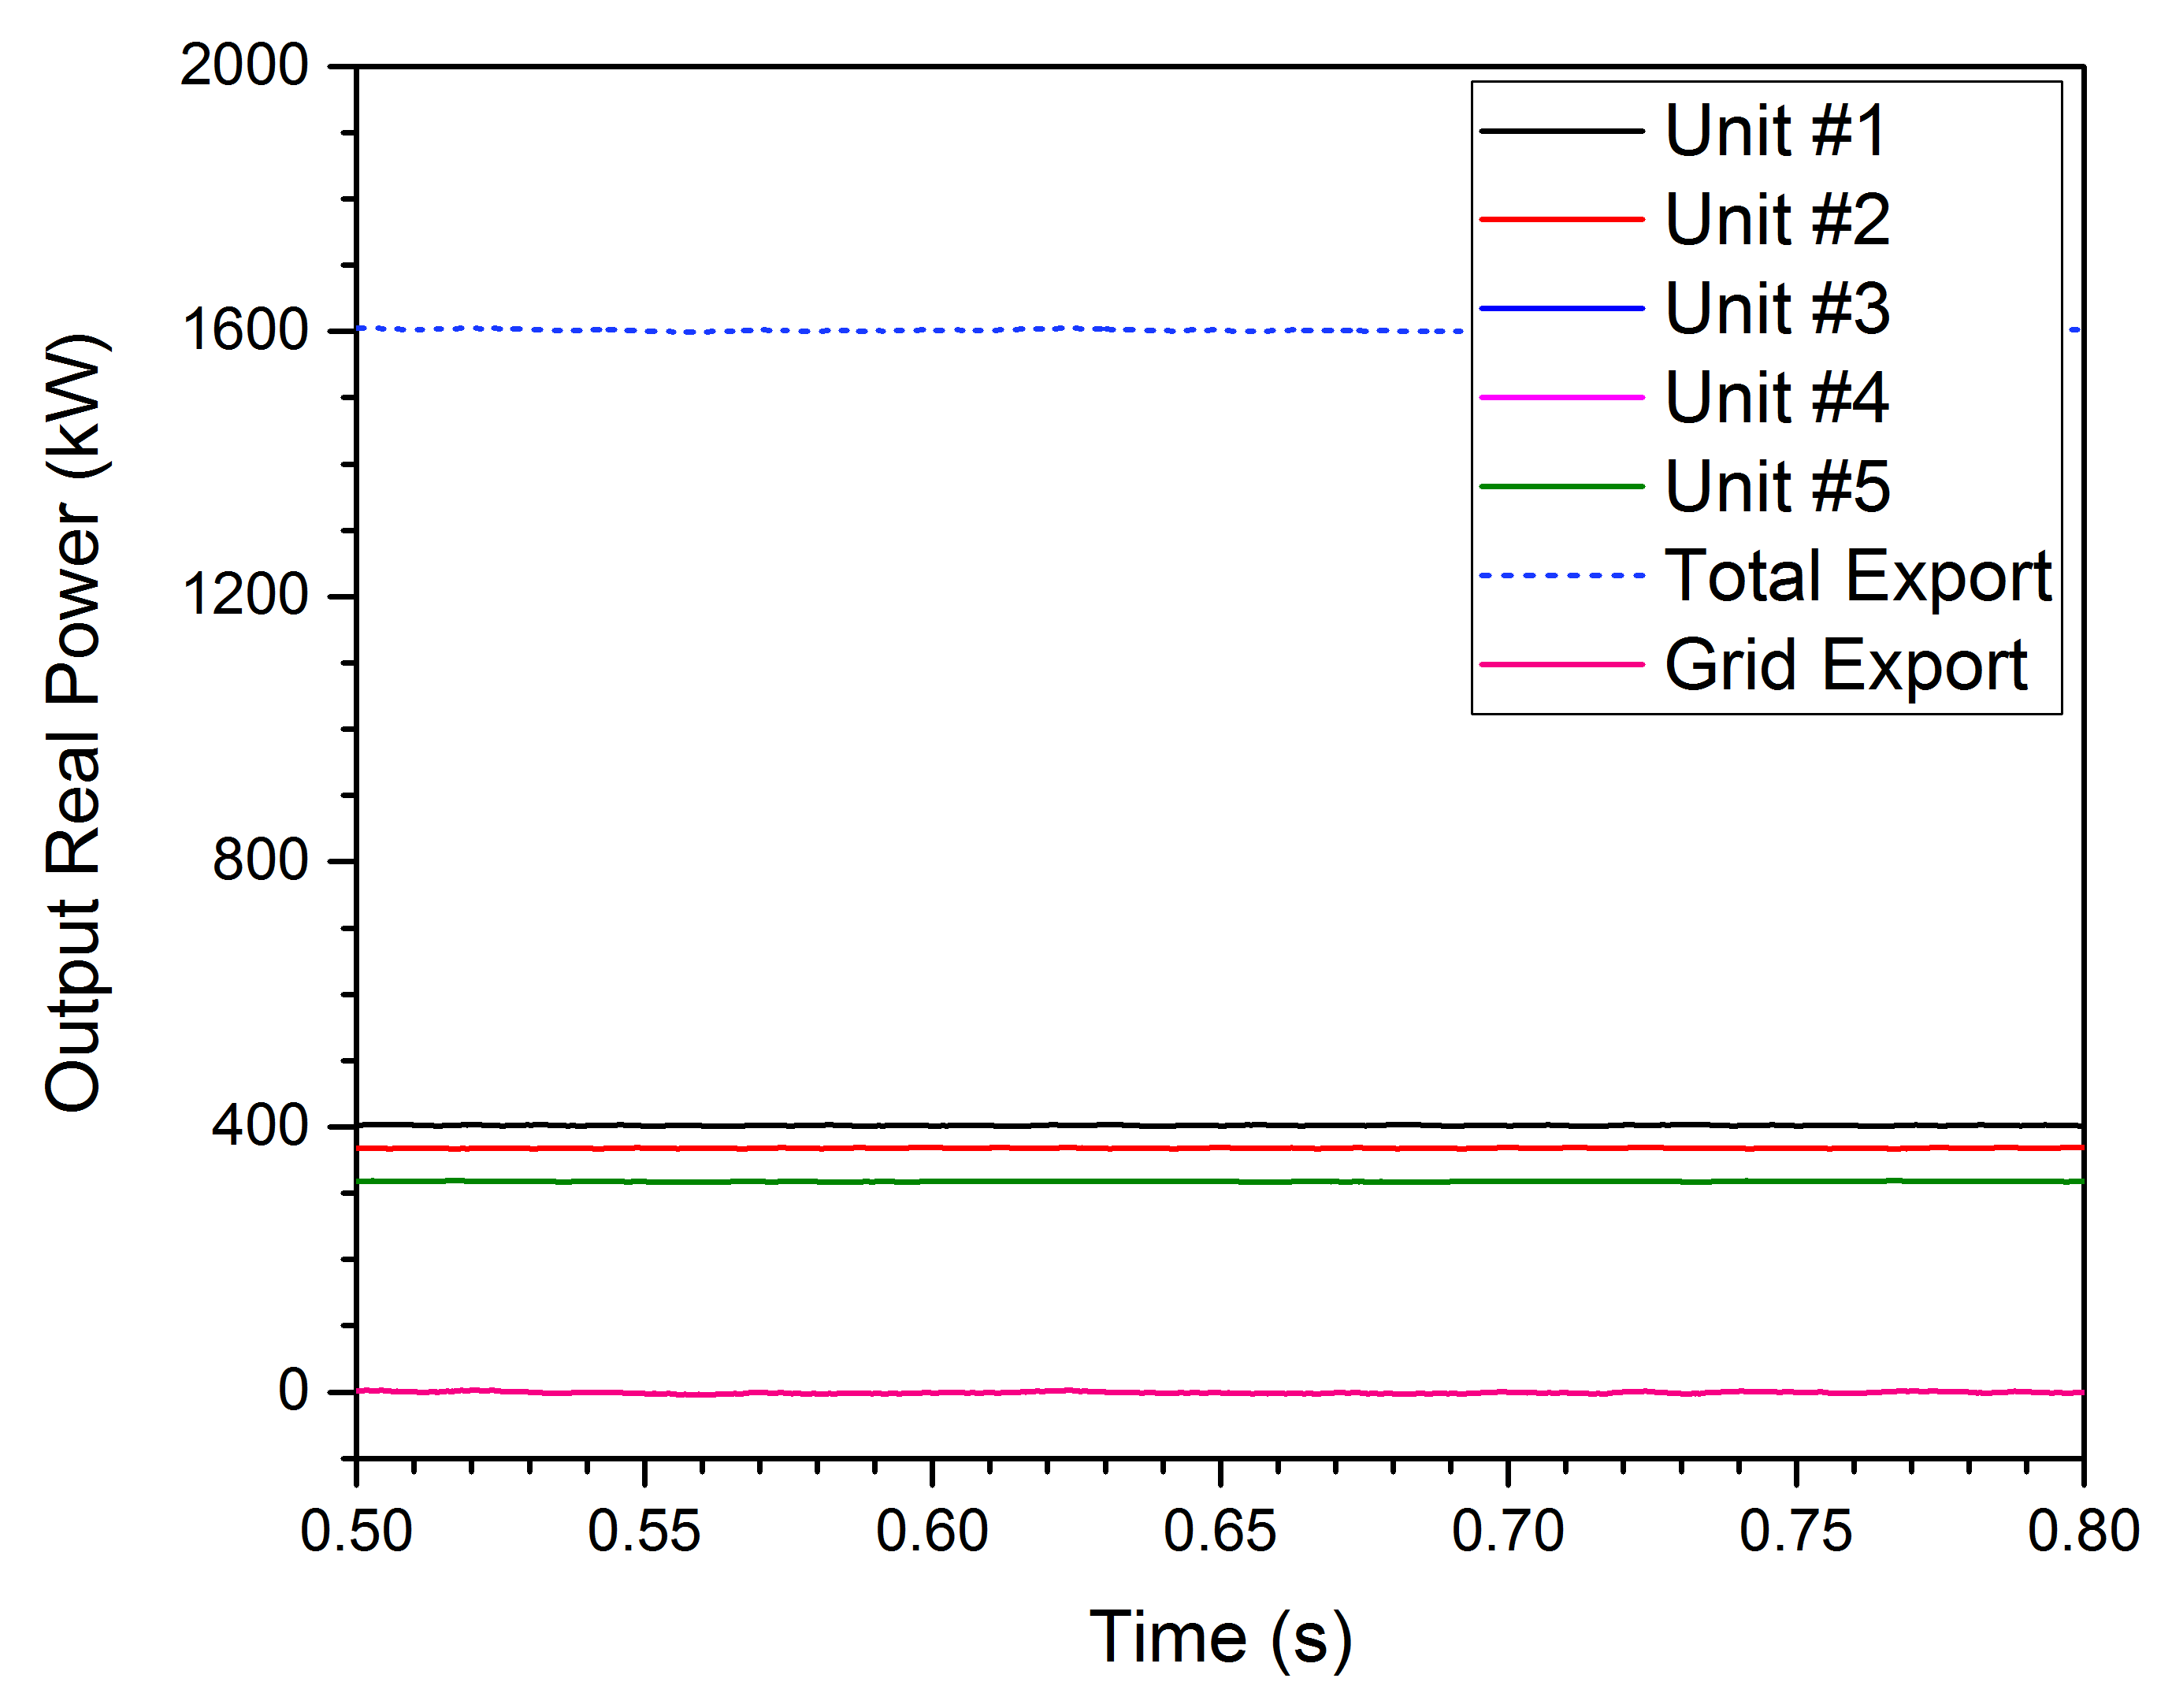 2000
1600
1200
800
400
0
Output Real Power (kW)
Unit #1
Unit #2
Unit #3
Unit #4
Unit #5
Total Export
Grid Export
0.50 0.55 0.60 0.65 0.70 0.75 0.80
Time (s)